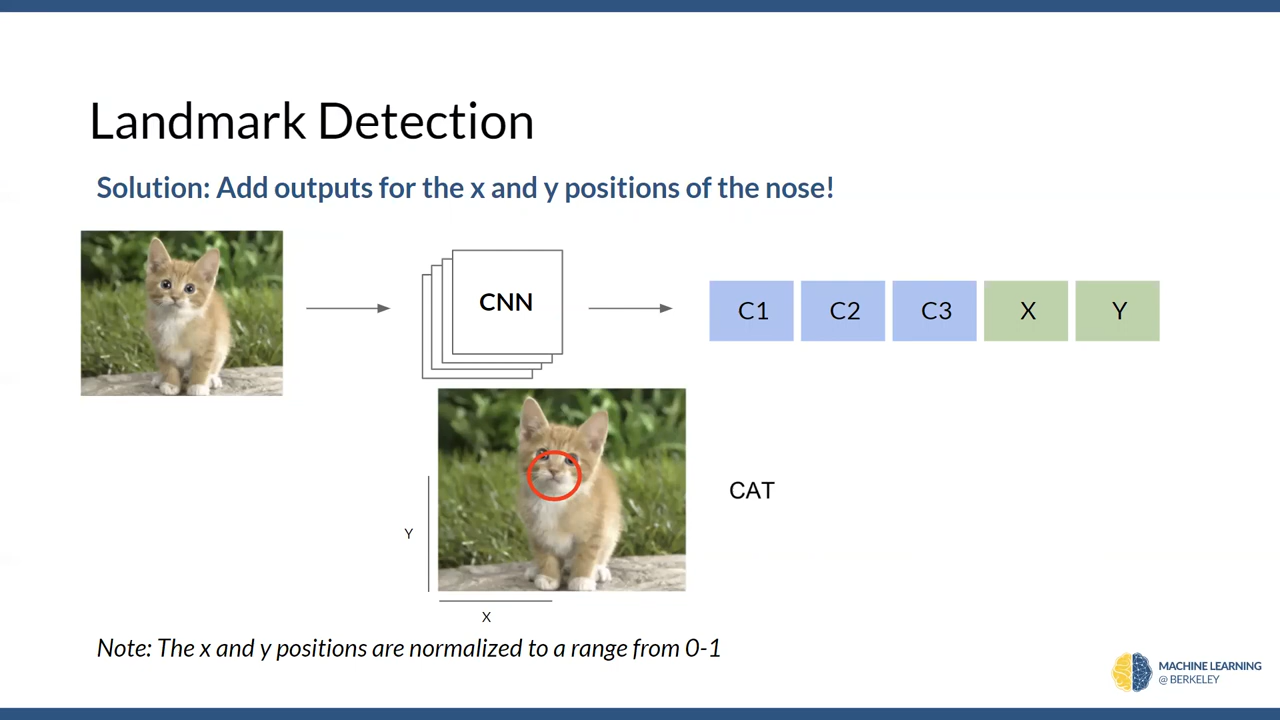 Landmark Detection
Solution: Add outputs for the x and y positions of the nose!
CNN
C1
C2
C3
X
Y
CAT
Y
X
Note: The x and y positions are normalized to a range from 0-1
MACHINE LEARNING
@ BERKELEY